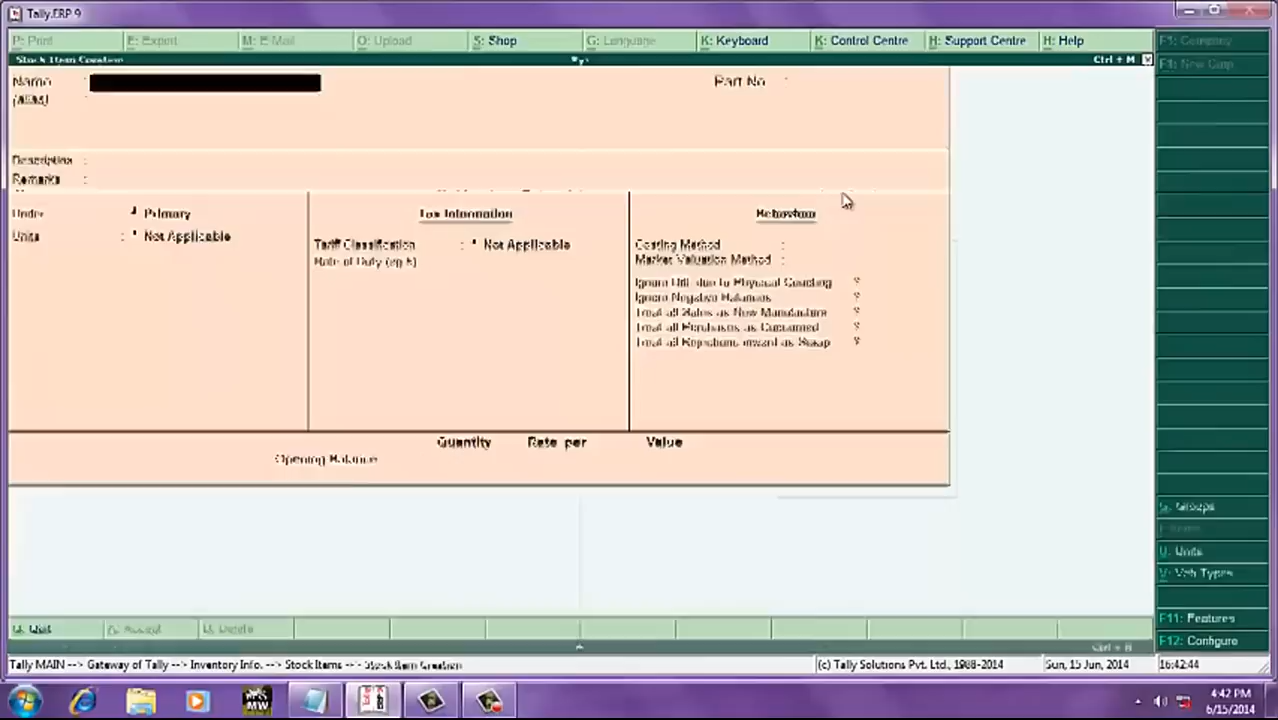 Tally.ERP 9
P: Print E: Export M: E-Mail O: Upload S: Shop G: Language K: Keyboard K: Control Centre H: Support Centre H: Help F1: Company
Stock Item Creation Ctrl + M
F1: New Cmp
Name : Part No :
(alias) :
Description :
Remarks :
Under : Primary Tax Information Behaviour
Units : Not Applicable
Tariff Classification : Not Applicable Costing Method :
Rate of Duty (eg 5) Market Valuation Method :
Ignore Diff. due to Physical Counting ?
Ignore Negative Balances ?
Treat all Sales as New Manufacture ?
Treat all Purchases as Consumed ?
Treat all Rejections inward as Scrap ?
Quantity Rate per Value
Opening Balance
G: Groups
U: Units
V: Vch Types
F11: Features
Q: Quit A: Accept D: Delete
F12: Configure
Tally MAIN --> Gateway of Tally --> Inventory Info. --> Stock Items --> Stock Item Creation (c) Tally Solutions Pvt. Ltd., 1988-2014 Sun, 15 Jun, 2014 16:42:44
4:42 PM
6/15/2014